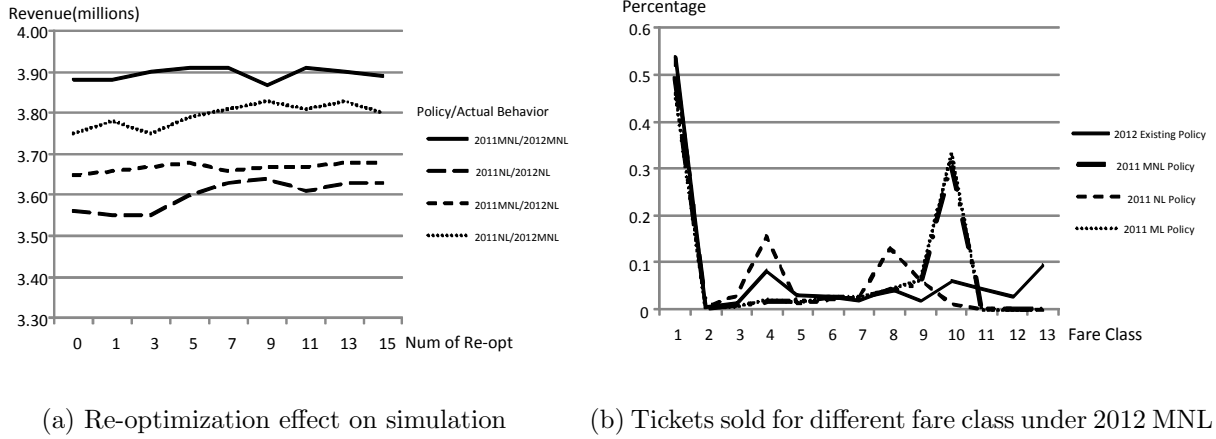 Revenue(millions)
4.00
3.90
3.80
3.70
3.60
3.50
3.40
3.30
0 1 3 5 7 9 11 13 15 Num of Re-opt
Policy/Actual Behavior
2011MNL/2012MNL
2011NL/2012NL
2011MNL/2012NL
2011NL/2012MNL
(a) Re-optimization effect on simulation
Percentage
0.6
0.5
0.4
0.3
0.2
0.1
0
1 2 3 4 5 6 7 8 9 10 11 12 13 Fare Class
2012 Existing Policy
2011 MNL Policy
2011 NL Policy
2011 ML Policy
(b) Tickets sold for different fare class under 2012 MNL